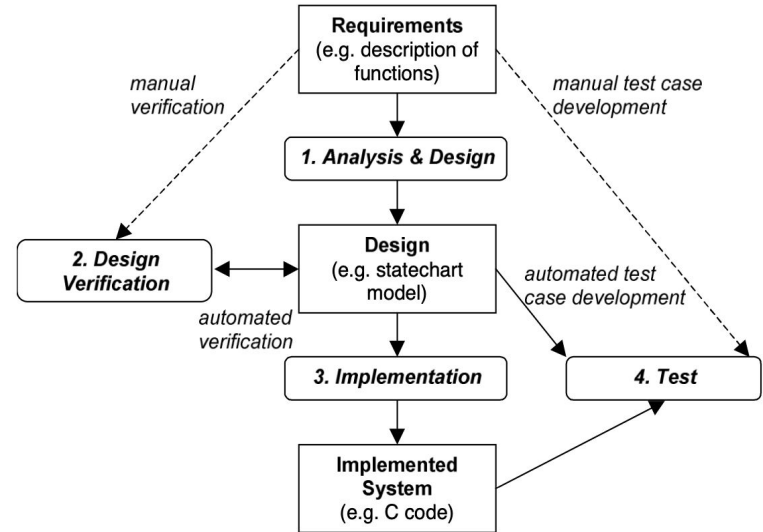 Requirements
(e.g. description of
functions)
manual
verification
manual test case
development
1. Analysis & Design
Design
(e.g. statechart
model)
2. Design
Verification
automated
verification
automated test
case development
3. Implementation
4. Test
Implemented
System
(e.g. C code)